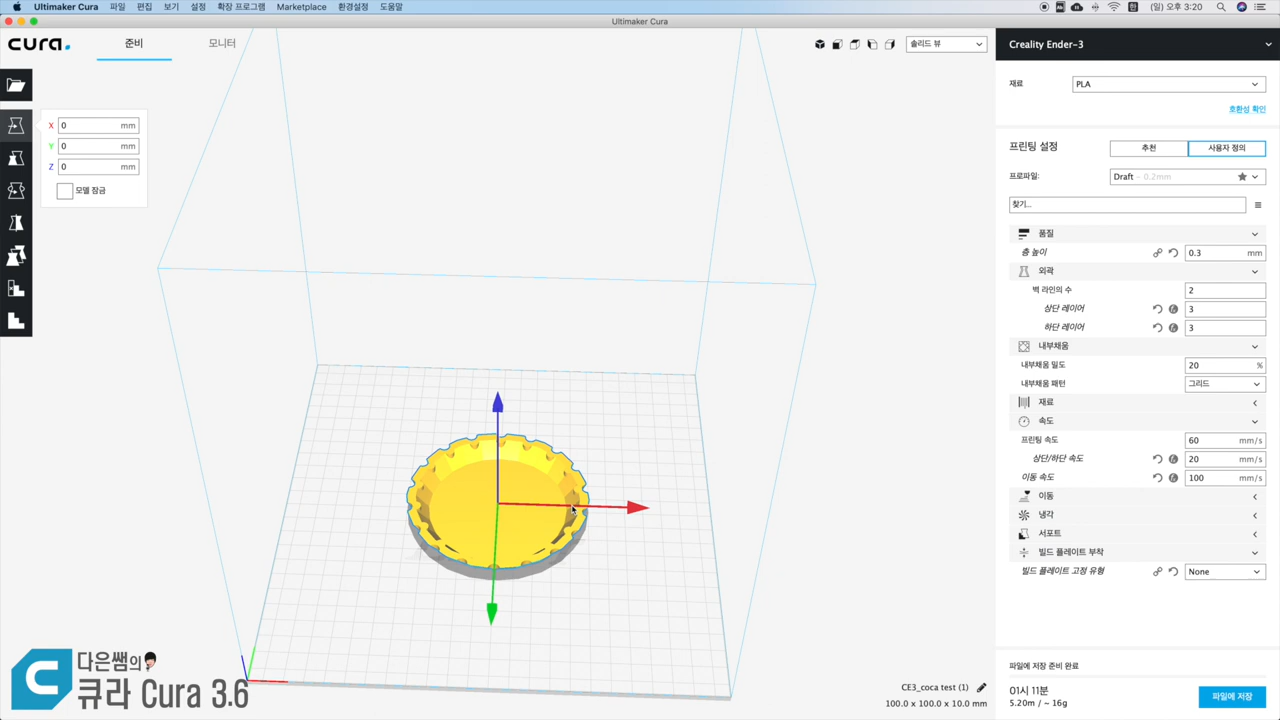 Ultimaker Cura 파일 편집 보기 설정 확장 프로그램 Marketplace 환경설정 도움말 (일) 오후 3:20
Ultimaker Cura
cura. 준비 모니터
솔리드 뷰
Creality Ender-3
재료 PLA
호환성 확인
X 0 mm
Y 0 mm
Z 0 mm
모델 잠금
프린팅 설정 추천 사용자 정의
프로파일: Draft - 0.2mm
찾기...
품질
층 높이 0.3 mm
외곽
벽 라인의 수 2
상단 레이어 3
하단 레이어 3
내부채움
내부채움 밀도 20 %
내부채움 패턴 그리드
재료
속도
프린팅 속도 60 mm/s
상단/하단 속도 20 mm/s
이동 속도 100 mm/s
이동
냉각
서포트
빌드 플레이트 부착
빌드 플레이트 고정 유형 None
다은쌤의
큐라 Cura 3.6
CE3_coca test (1)
100.0 x 100.0 x 10.0 mm
파일에 저장 준비 완료
01시 11분
5.20m / ~ 16g
파일에 저장